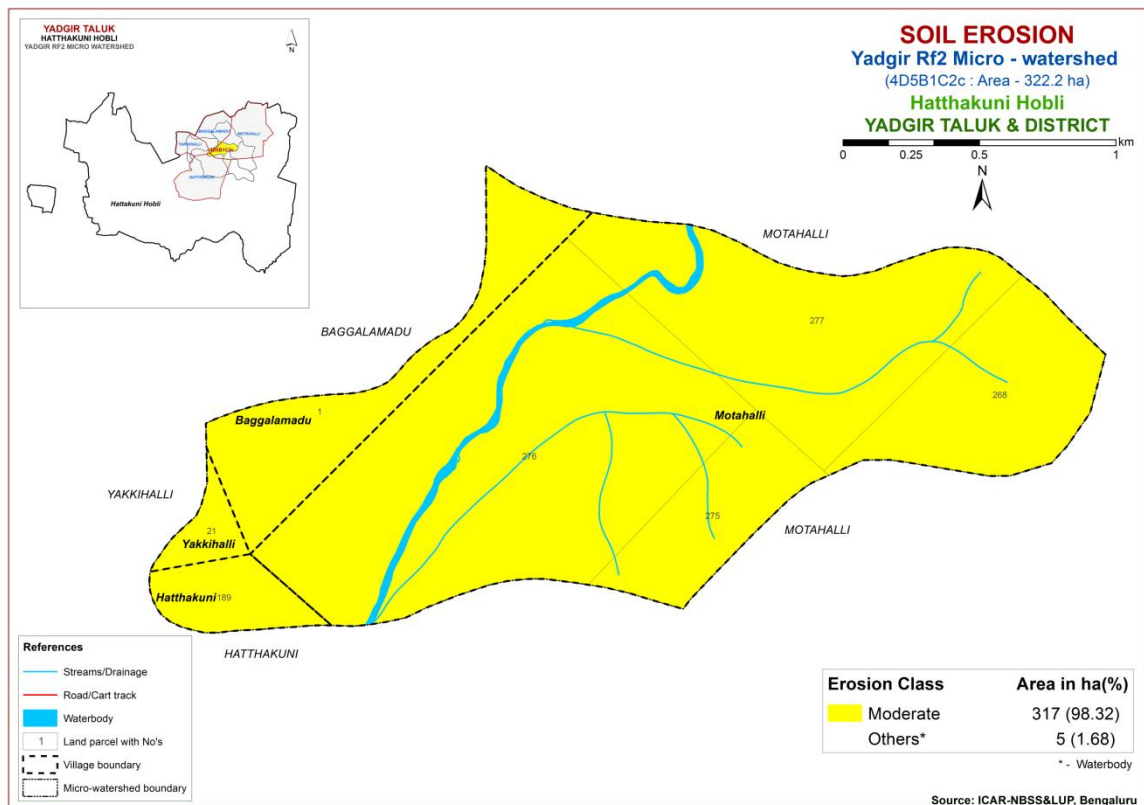 YADGIR TALUK
HATTHAKUNI HOBLI
YADGIR RF2 MICRO WATERSHED
N
BAGGALAMADU
MOTAHALLI
YAKKIHALLI
HATTHAKUNI
Hattakuni Hobli
SOIL EROSION
Yadgir Rf2 Micro - watershed
(4D5B1C2c : Area - 322.2 ha)
Hatthakuni Hobli
YADGIR TALUK & DISTRICT
km
0 0.25 0.5 1
N
MOTAHALLI
BAGGALAMADU
277
268
1
Baggalamadu
Motahalli
276
YAKKIHALLI
275
21
MOTAHALLI
Yakkihalli
Hatthakuni 189
HATTHAKUNI
References
Streams/Drainage
Road/Cart track
Waterbody
1 Land parcel with No's
Village boundary
Micro-watershed boundary
Erosion Class Area in ha(%)
Moderate 317 (98.32)
Others* 5 (1.68)
* - Waterbody
Source: ICAR-NBSS&LUP, Bengaluru